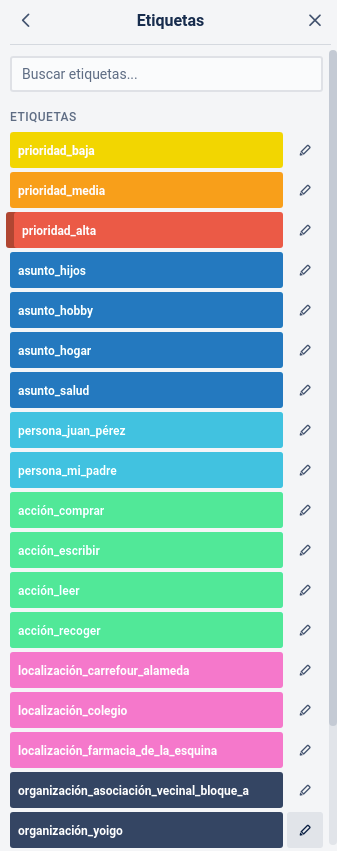 Etiquetas
Buscar etiquetas...
ETIQUETAS
prioridad_baja
prioridad_media
prioridad_alta
asunto_hijos
asunto_hobby
asunto_hogar
asunto_salud
persona_juan_pérez
persona_mi_padre
acción_comprar
acción_escribir
acción_leer
acción_recoger
localización_carrefour_alameda
localización_colegio
localización_farmacia_de_la_esquina
organización_asociación_vecinal_bloque_a
organización_yoigo